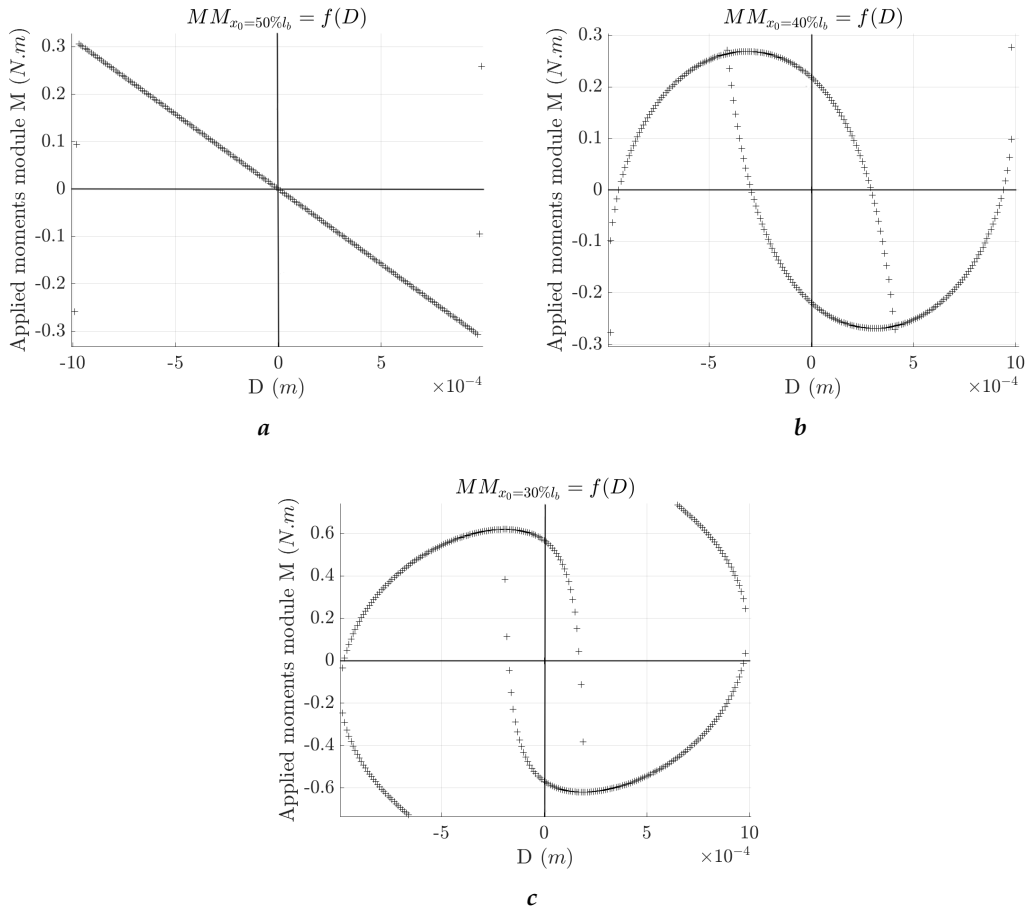 MM_{x_0=50%l_b} = f(D)
Applied moments module M (N.m)
0.3
0.2
0.1
0
-0.1
-0.2
-0.3
-10 -5 0 5
D (m)
×10^{-4}
a
MM_{x_0=40%l_b} = f(D)
Applied moments module M (N.m)
0.3
0.2
0.1
0
-0.1
-0.2
-0.3
-5 0 5 10
D (m)
×10^{-4}
b
MM_{x_0=30%l_b} = f(D)
Applied moments module M (N.m)
0.6
0.4
0.2
0
-0.2
-0.4
-0.6
-5 0 5 10
D (m)
×10^{-4}
c